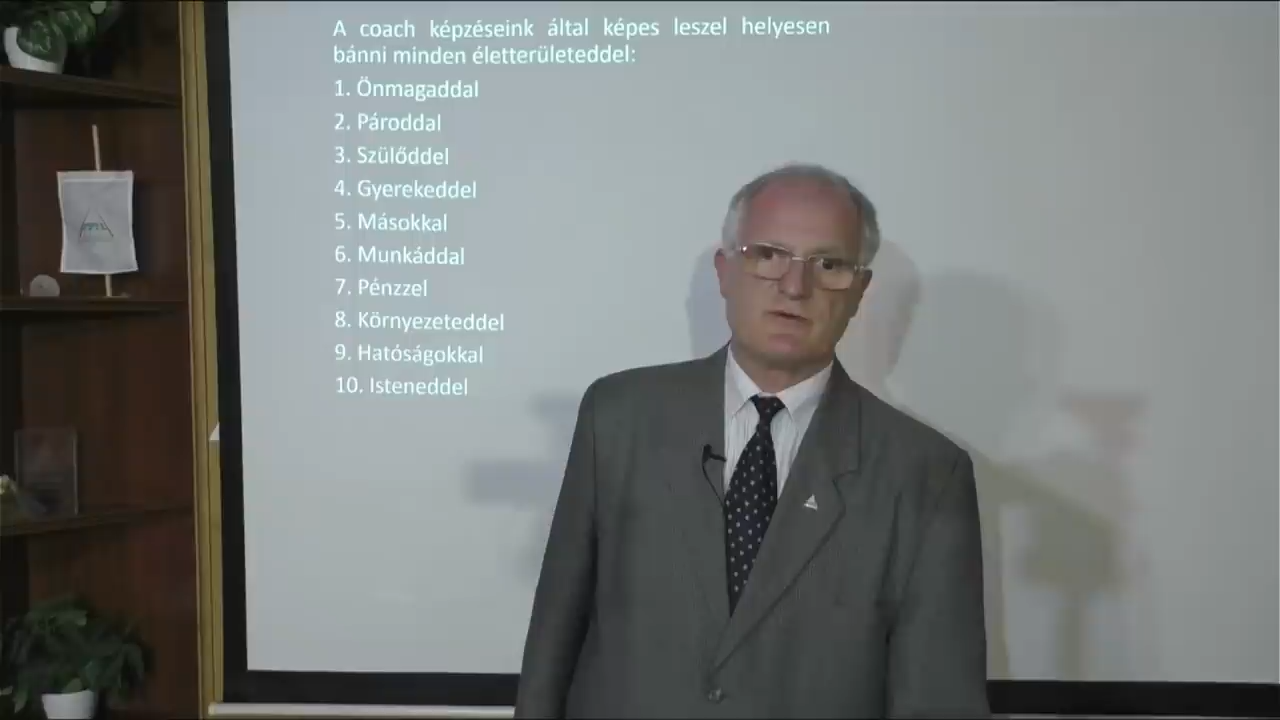 A coach képzéseink által képes leszel helyesen
bánni minden életterületeddel:
1. Önmagaddal
2. Pároddal
3. Szülőddel
4. Gyerekeddel
5. Másokkal
6. Munkáddal
7. Pénzzel
8. Környezeteddel
9. Hatóságokkal
10. Isteneddel